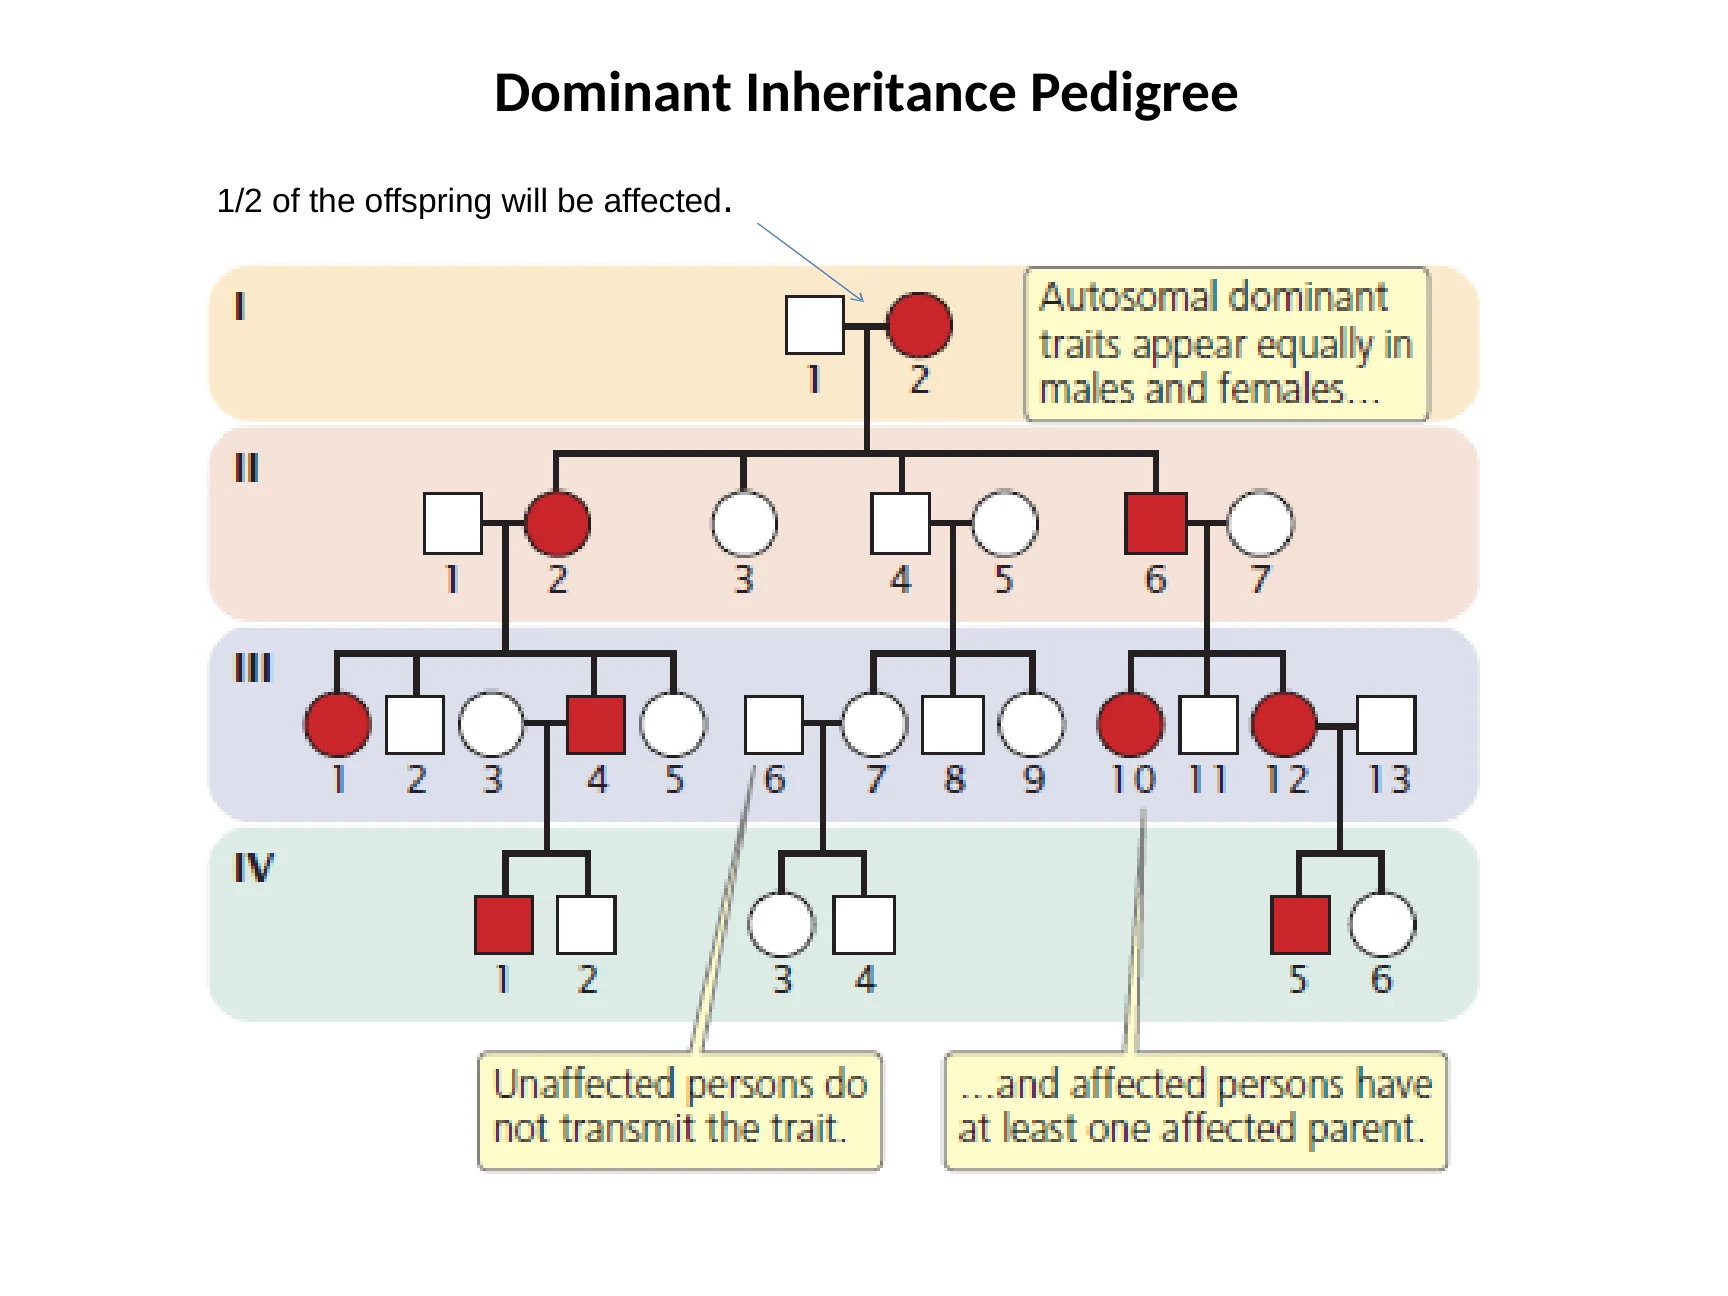 Dominant Inheritance Pedigree
1/2 of the offspring will be affected.
I
Autosomal dominant
traits appear equally in
males and females...
1 2
II
1 2 3 4 5 6 7
III
1 2 3 4 5 6 7 8 9 10 11 12 13
IV
1 2 3 4 5 6
Unaffected persons do
not transmit the trait.
...and affected persons have
at least one affected parent.